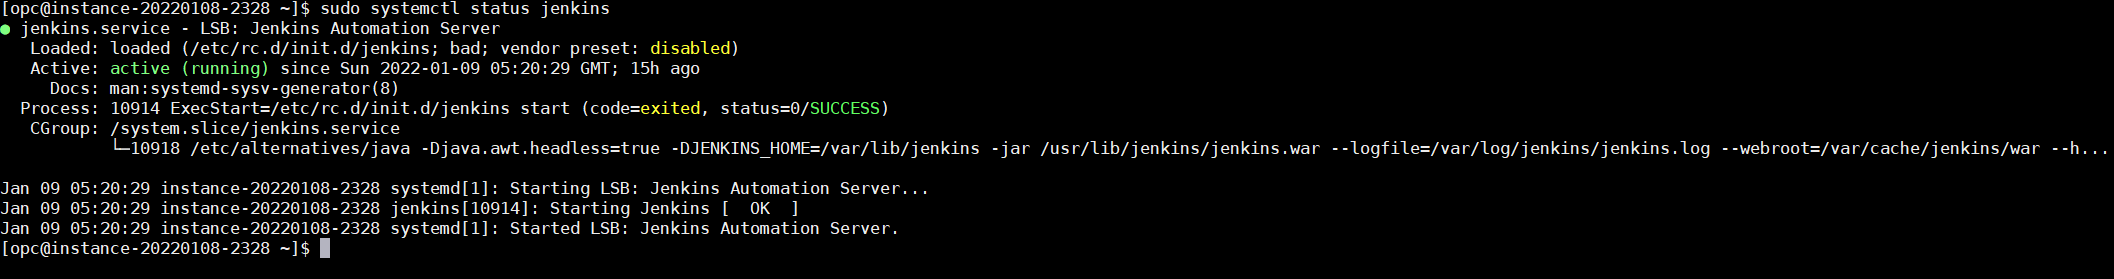 [opc@instance-20220108-2328 ~]$ sudo systemctl status jenkins
● jenkins.service - LSB: Jenkins Automation Server
   Loaded: loaded (/etc/rc.d/init.d/jenkins; bad; vendor preset: disabled)
   Active: active (running) since Sun 2022-01-09 05:20:29 GMT; 15h ago
     Docs: man:systemd-sysv-generator(8)
  Process: 10914 ExecStart=/etc/rc.d/init.d/jenkins start (code=exited, status=0/SUCCESS)
   CGroup: /system.slice/jenkins.service
           └─10918 /etc/alternatives/java -Djava.awt.headless=true -DJENKINS_HOME=/var/lib/jenkins -jar /usr/lib/jenkins/jenkins.war --logfile=/var/log/jenkins/jenkins.log --webroot=/var/cache/jenkins/war --h...
Jan 09 05:20:29 instance-20220108-2328 systemd[1]: Starting LSB: Jenkins Automation Server...
Jan 09 05:20:29 instance-20220108-2328 jenkins[10914]: Starting Jenkins [  OK  ]
Jan 09 05:20:29 instance-20220108-2328 systemd[1]: Started LSB: Jenkins Automation Server.
[opc@instance-20220108-2328 ~]$